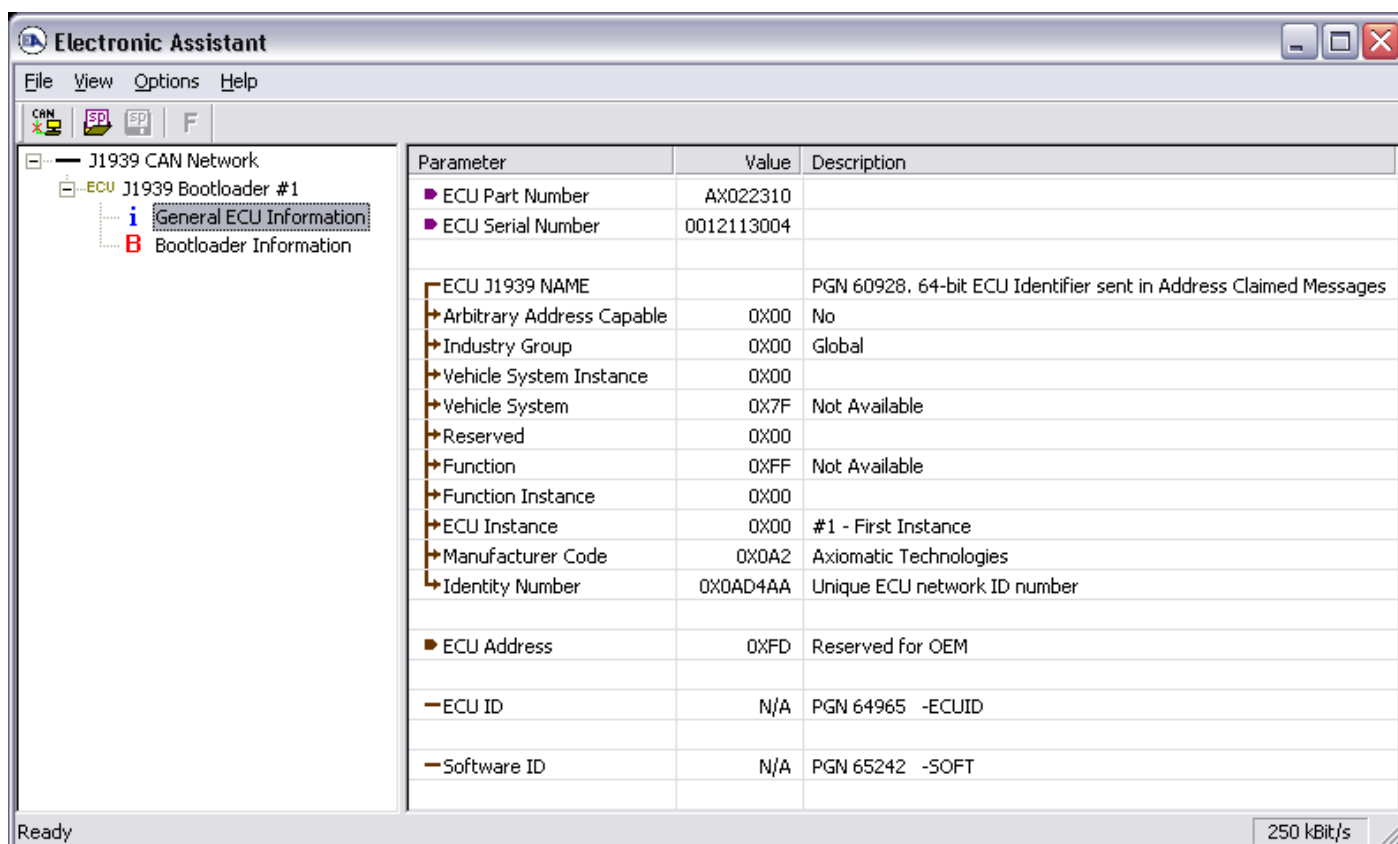 Electronic Assistant
File View Options Help
CAN SP SP F
J1939 CAN Network
ECU J1939 Bootloader #1
i General ECU Information
B Bootloader Information
Parameter Value Description
ECU Part Number AX022310
ECU Serial Number 0012113004
ECU J1939 NAME PGN 60928. 64-bit ECU Identifier sent in Address Claimed Messages
Arbitrary Address Capable 0X00 No
Industry Group 0X00 Global
Vehicle System Instance 0X00
Vehicle System 0X7F Not Available
Reserved 0X00
Function 0XFF Not Available
Function Instance 0X00
ECU Instance 0X00 #1 - First Instance
Manufacturer Code 0X0A2 Axiomatic Technologies
Identity Number 0X0AD4AA Unique ECU network ID number
ECU Address 0XFD Reserved for OEM
ECU ID N/A PGN 64965 -ECUID
Software ID N/A PGN 65242 -SOFT
Ready 250 kBit/s